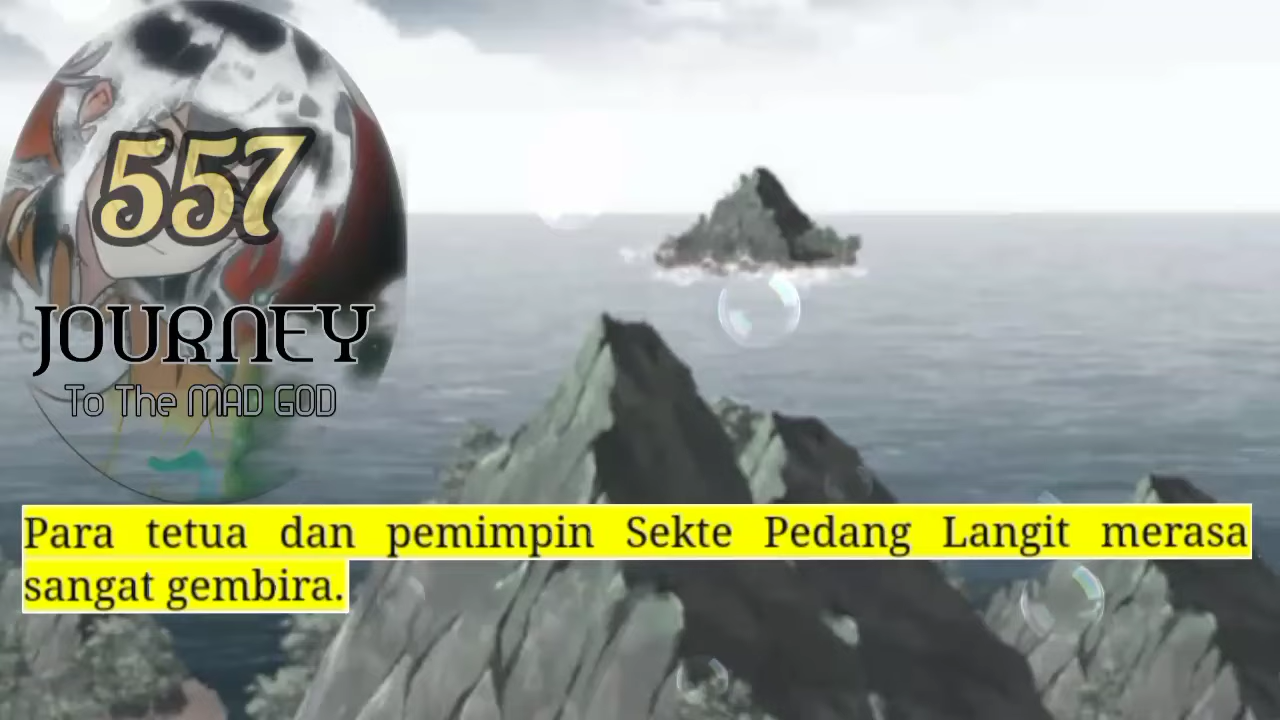 557
JOURNEY
To The MAD GOD
Para tetua dan pemimpin Sekte Pedang Langit merasa
sangat gembira.